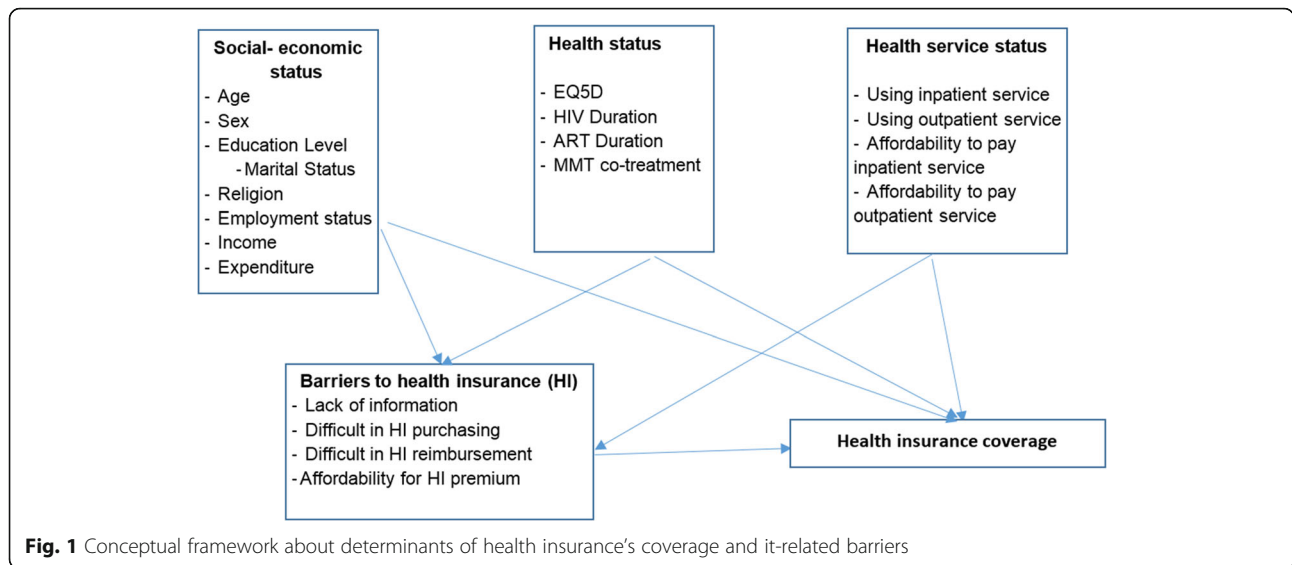 Social- economic
status
- Age
- Sex
- Education Level
- Marital Status
- Religion
- Employment status
- Income
- Expenditure
Health status
- EQ5D
- HIV Duration
- ART Duration
- MMT co-treatment
Health service status
- Using inpatient service
- Using outpatient service
- Affordability to pay
inpatient service
- Affordability to pay
outpatient service
Barriers to health insurance (HI)
- Lack of information
- Difficult in HI purchasing
- Difficult in HI reimbursement
- Affordability for HI premium
Health insurance coverage
Fig. 1 Conceptual framework about determinants of health insurance's coverage and it-related barriers